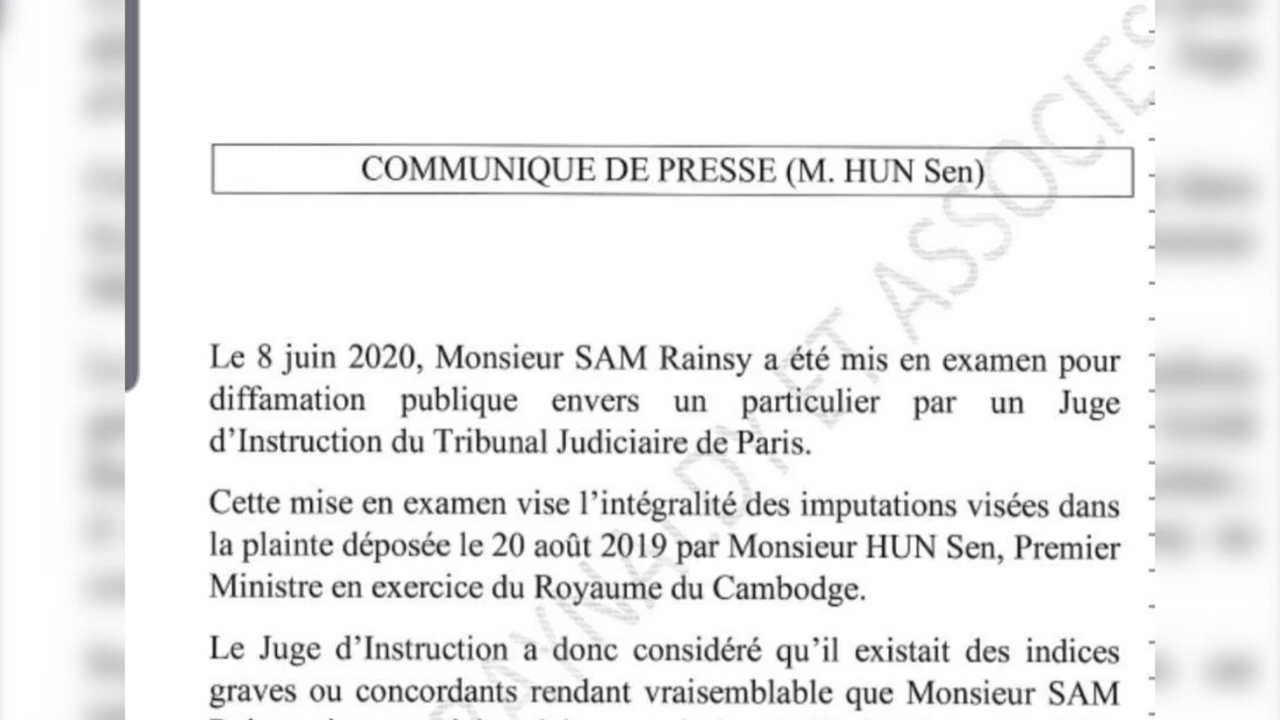 COMMUNIQUE DE PRESSE (M. HUN Sen)
Le 8 juin 2020, Monsieur SAM Rainsy a été mis en examen pour
diffamation publique envers un particulier par un Juge
d'Instruction du Tribunal Judiciaire de Paris.
Cette mise en examen vise l'intégralité des imputations visées dans
la plainte déposée le 20 août 2019 par Monsieur HUN Sen, Premier
Ministre en exercice du Royaume du Cambodge.
Le Juge d'Instruction a donc considéré qu'il existait des indices
graves ou concordants rendant vraisemblable que Monsieur SAM
ET ASSOCIES